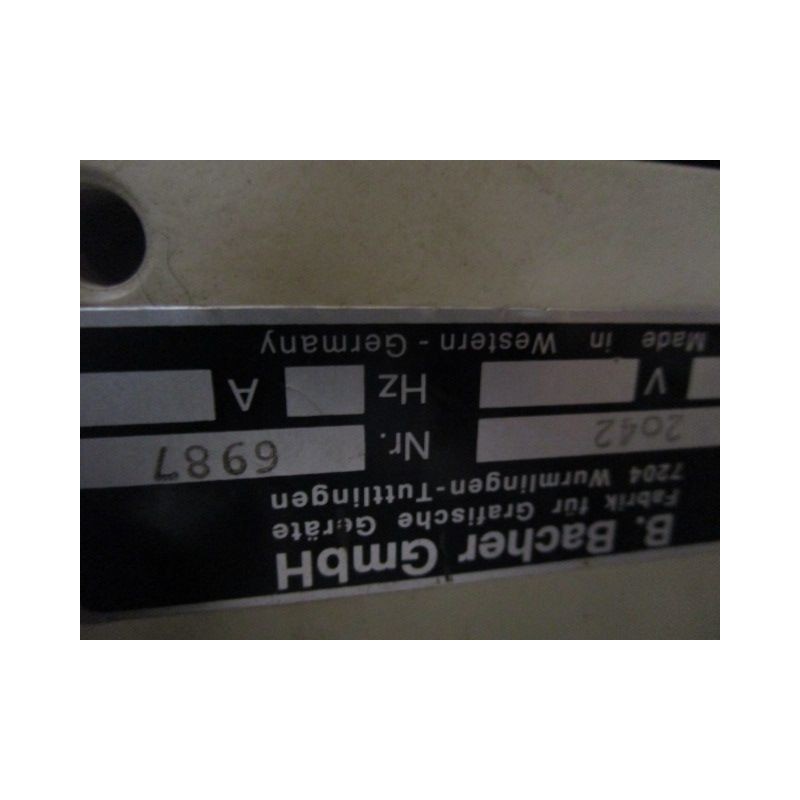 B. Bacher GmbH
Fabrik für Grafische Geräte
7204 Wurmlingen-Tuttlingen
2042 Nr. 6987
V Hz A
Made in Western - Germany